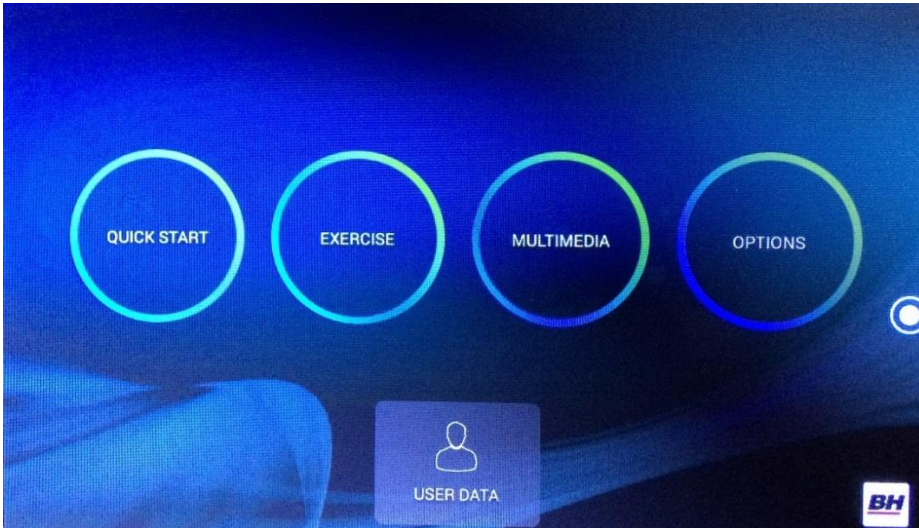 QUICK START
EXERCISE
MULTIMEDIA
OPTIONS
USER DATA
BH